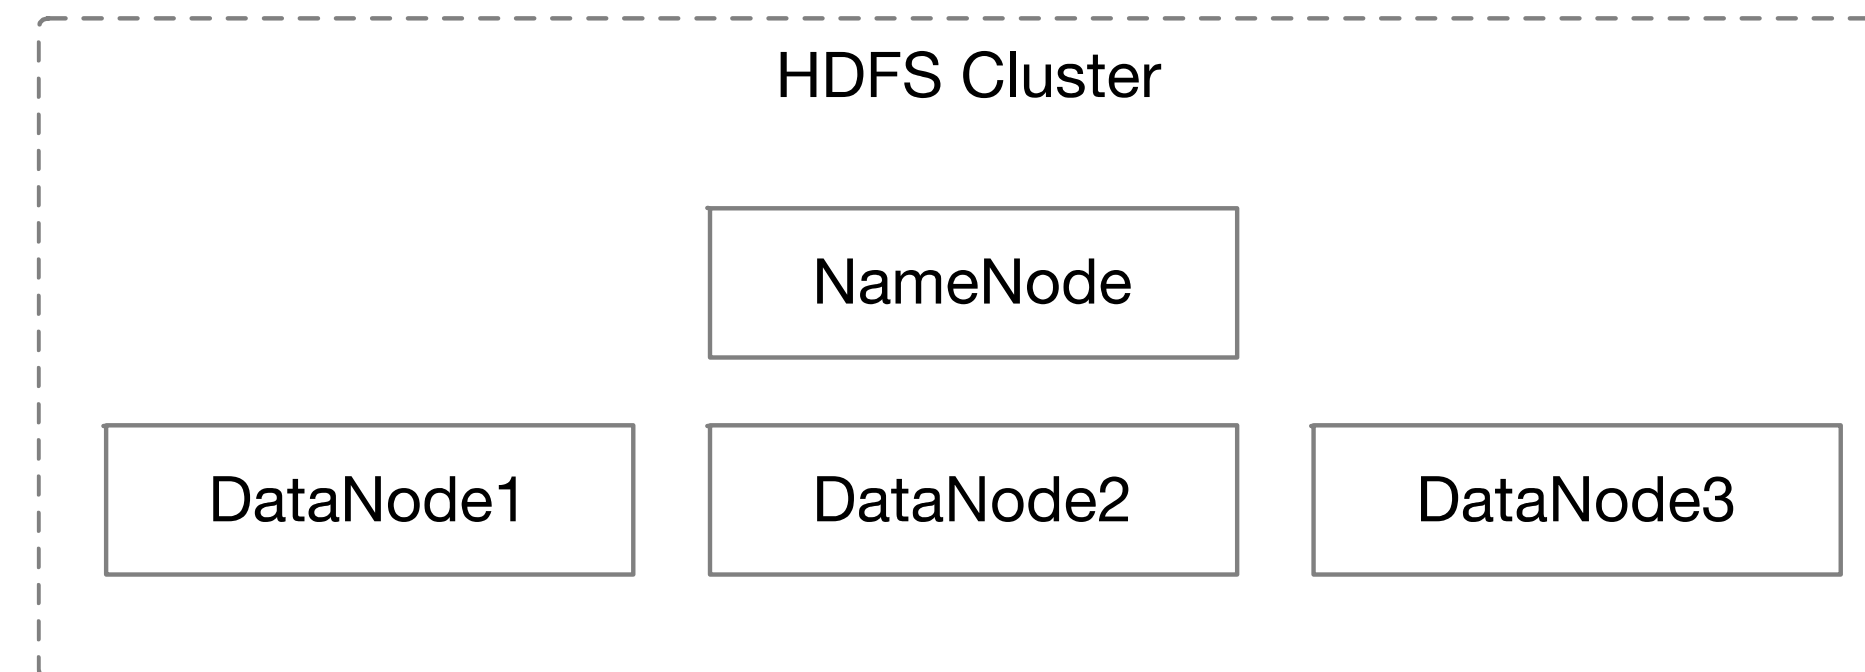 HDFS Cluster
NameNode
DataNode1
DataNode2
DataNode3